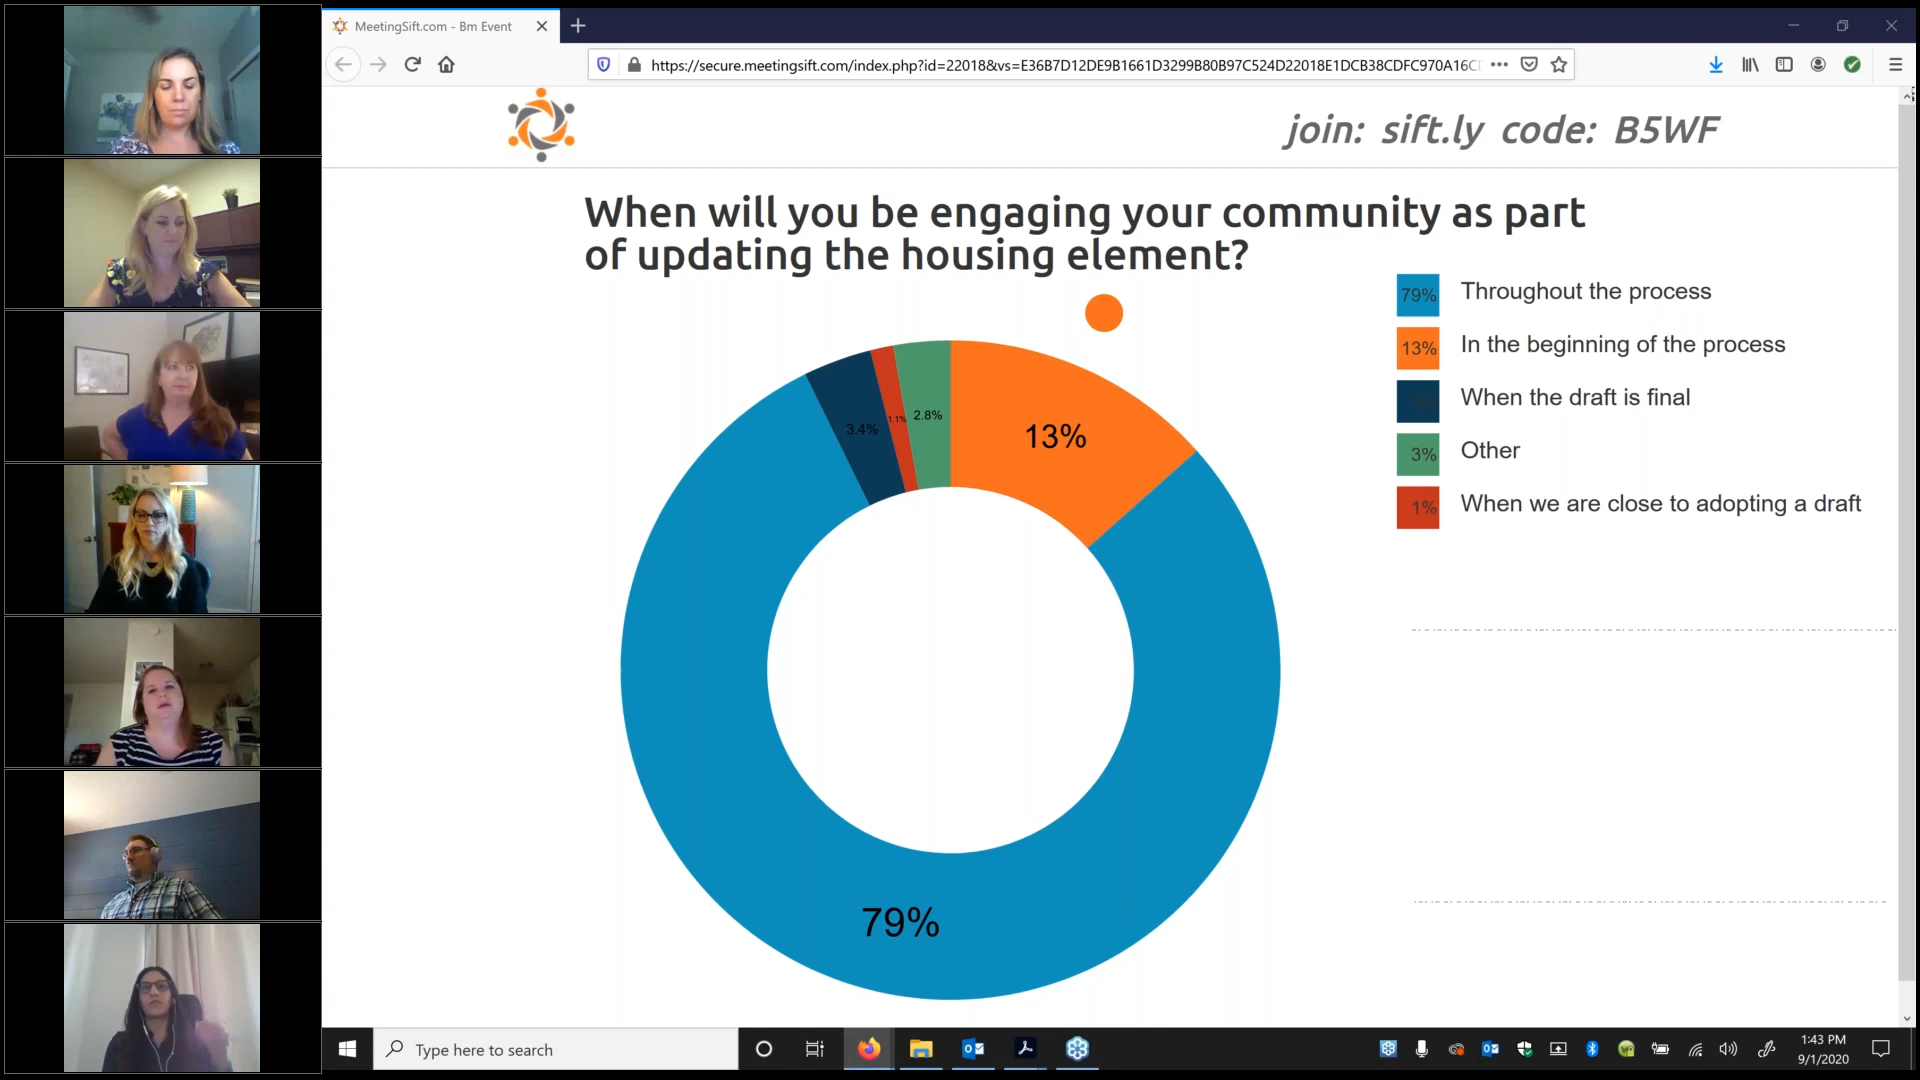 MeetingSift.com - Bm Event
https://secure.meetingsift.com/index.php?id=22018&vs=E36B7D12DE9B1661D3299B80B97C524D22018E1DCB38CDFC970A16C
join: sift.ly code: B5WF
When will you be engaging your community as part
of updating the housing element?
79% Throughout the process
13% In the beginning of the process
When the draft is final
3% Other
1% When we are close to adopting a draft
3.4%
1.1%
2.8%
13%
79%
Type here to search
1:43 PM
9/1/2020